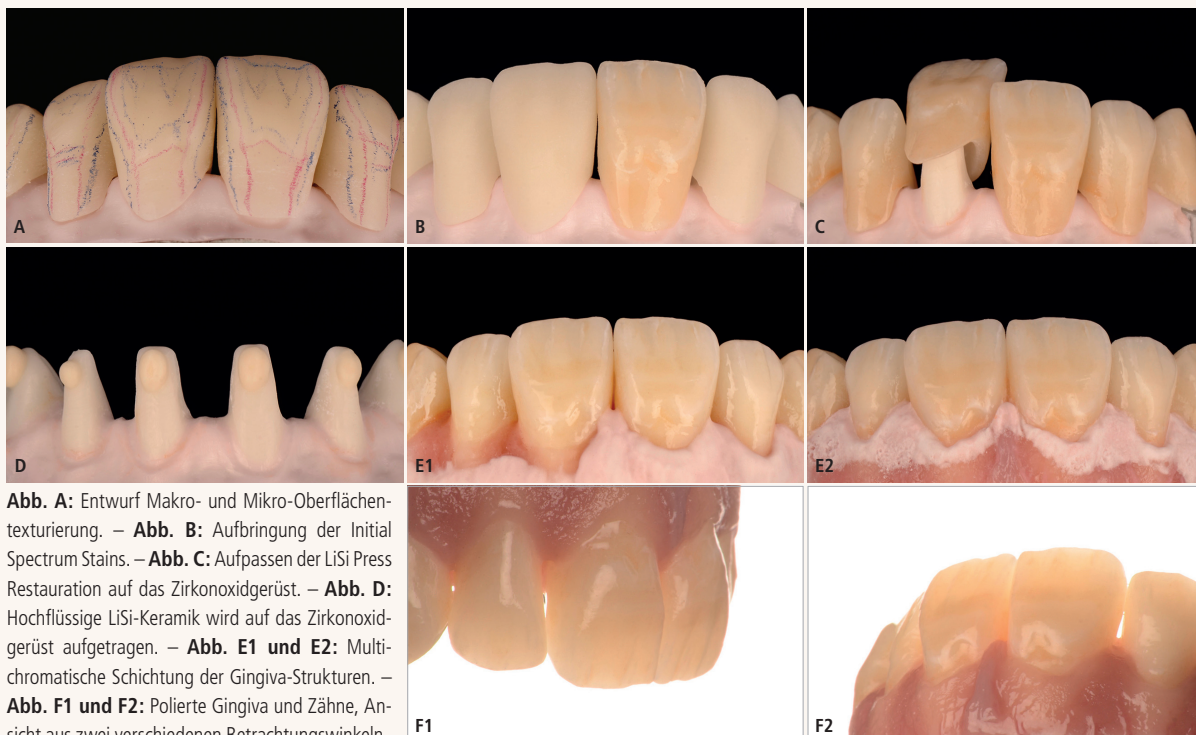 A
B
C
D
E1
E2
Abb. A: Entwurf Makro- und Mikro-Oberflächen-
texturierung. – Abb. B: Aufbringung der Initial
Spectrum Stains. – Abb. C: Aufpassen der LiSi Press
Restauration auf das Zirkonoxidgerüst. – Abb. D:
Hochflüssige LiSi-Keramik wird auf das Zirkonoxid-
gerüst aufgetragen. – Abb. E1 und E2: Multi-
chromatische Schichtung der Gingiva-Strukturen. –
Abb. F1 und F2: Polierte Gingiva und Zähne, An-
sicht aus zwei verschiedenen Betrachtungswinkeln.
F1
F2